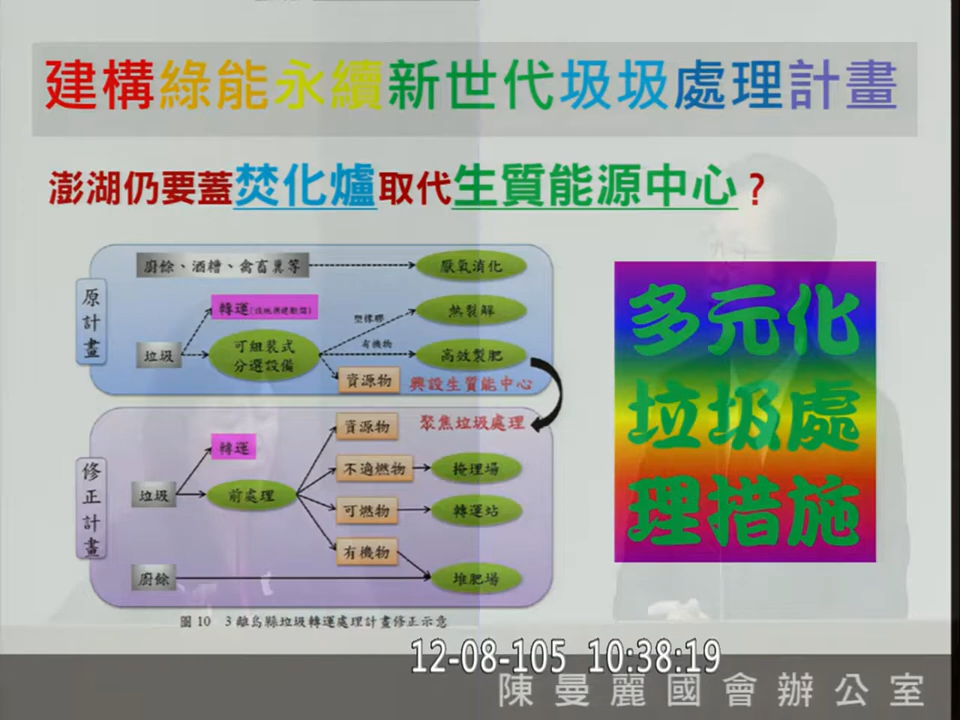 建構綠能永續新世代圾圾處理計畫
澎湖仍要蓋焚化爐取代生質能源中心？
原計畫
廚餘、酒糟、禽畜糞等
厭氧消化
轉運
垃圾
可組裝式
分選設備
塑橡膠
熱裂解
有機物
高效製肥
資源物
興設生質能中心
修正計畫
聚焦垃圾處理
轉運
垃圾
前處理
資源物
不適燃物
掩埋場
可燃物
轉運站
有機物
廚餘
堆肥場
圖 10 3 離島縣垃圾轉運處理計畫修正示意
多元化
垃圾處
理措施
12-08-105 10:38:19
陳曼麗國會辦公室